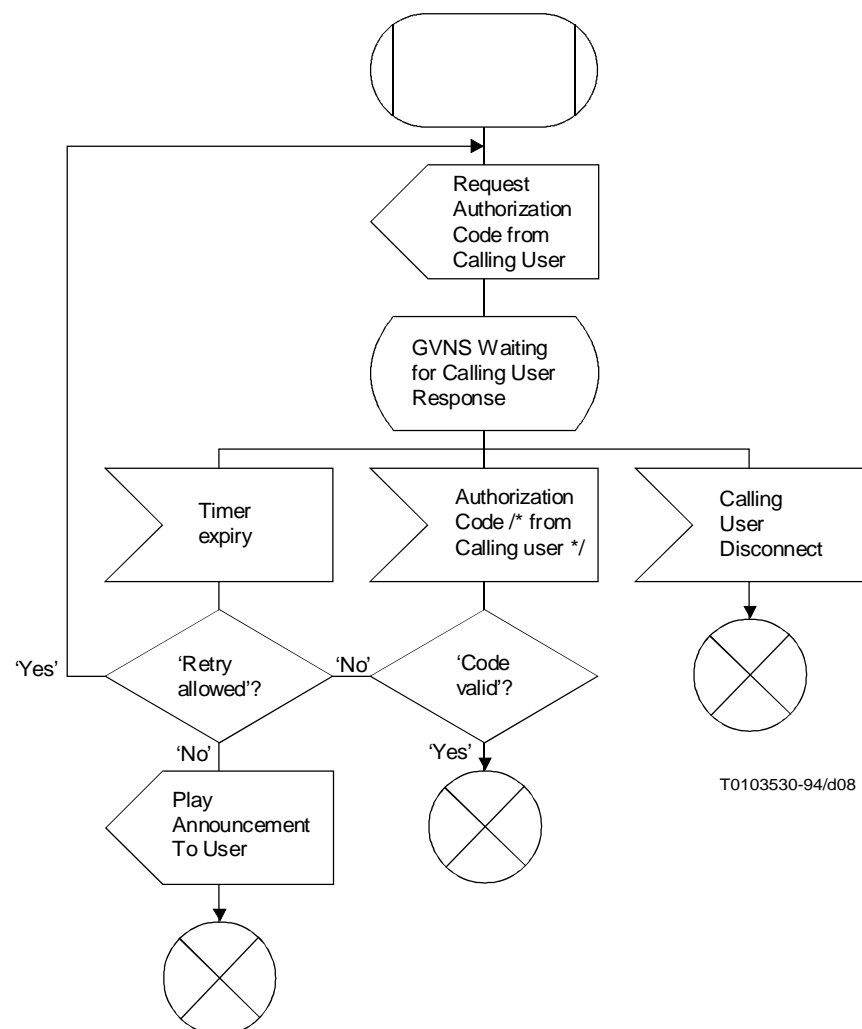 Request
Authorization
Code from
Calling User
GVNS Waiting
for Calling User
Response
Timer
expiry
Authorization
Code /* from
Calling user */
Calling
User
Disconnect
‘Yes’
‘Retry
allowed’?
‘No’
‘Code
valid’?
‘No’
‘Yes’
T0103530-94/d08
Play
Announcement
To User